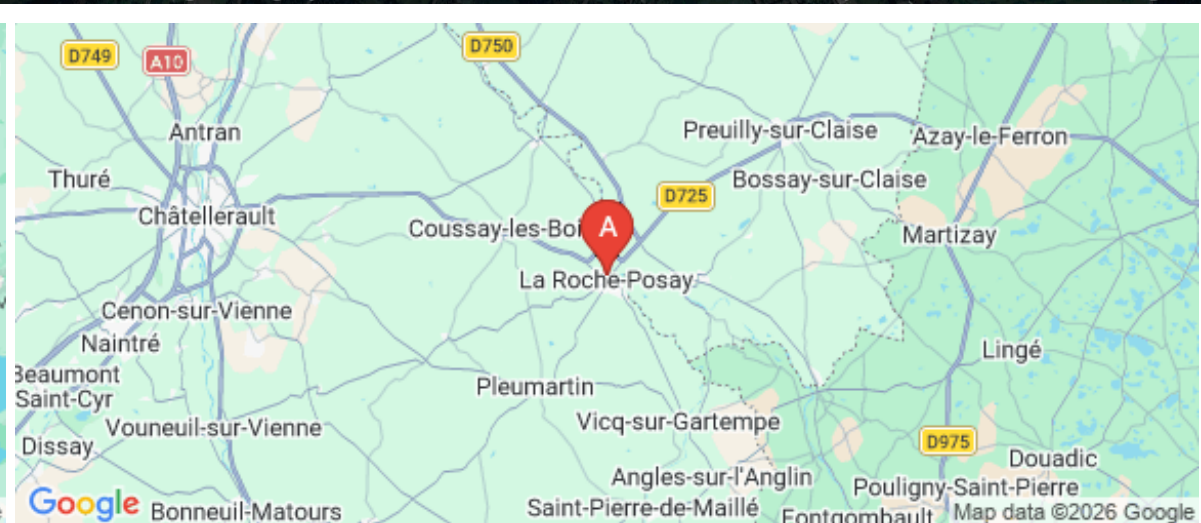 D749
A10
D750
Antran
Preuilly-sur-Claise
Azay-le-Ferron
Thuré
Bossay-sur-Claise
D725
Châtellerault
Coussay-les-Boi
A
Martizay
La Roche-Posay
Cenon-sur-Vienne
Naintré
Lingé
Beaumont
Saint-Cyr
Pleumartin
Vouneuil-sur-Vienne
Vicq-sur-Gartempe
Dissay
D975
Douadic
Angles-sur-l'Anglin
Pouligny-Saint-Pierre
Google
Bonneuil-Matours
Saint-Pierre-de-Maillé
Fontgombault
Map data ©2026 Google